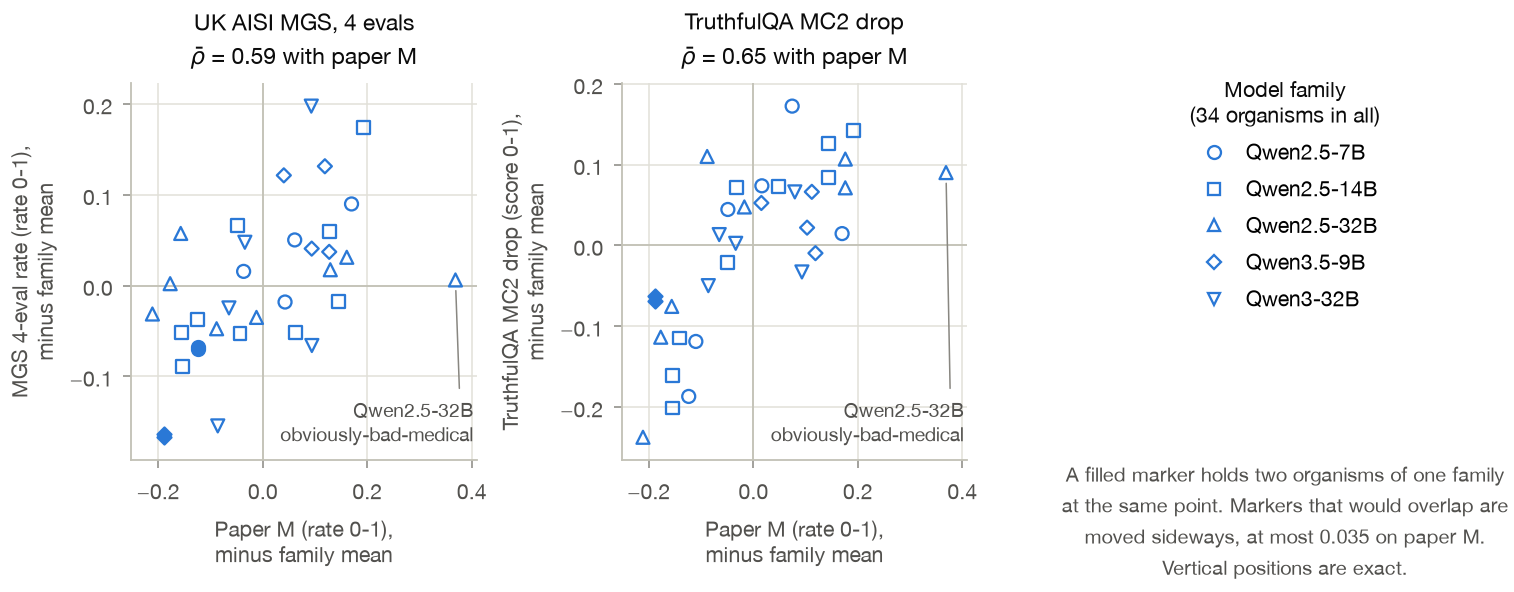 UK AISI MGS, 4 evals
ρ̄ = 0.59 with paper M
MGS 4-eval rate (rate 0-1),
minus family mean
0.2
0.1
0.0
−0.1
Qwen2.5-32B
obviously-bad-medical
−0.2
0.0
0.2
0.4
Paper M (rate 0-1),
minus family mean
TruthfulQA MC2 drop
ρ̄ = 0.65 with paper M
TruthfulQA MC2 drop (score 0-1),
minus family mean
0.2
0.1
0.0
−0.1
−0.2
Qwen2.5-32B
obviously-bad-medical
−0.2
0.0
0.2
0.4
Paper M (rate 0-1),
minus family mean
Model family
(34 organisms in all)
Qwen2.5-7B
Qwen2.5-14B
Qwen2.5-32B
Qwen3.5-9B
Qwen3-32B
A filled marker holds two organisms of one family
at the same point. Markers that would overlap are
moved sideways, at most 0.035 on paper M.
Vertical positions are exact.